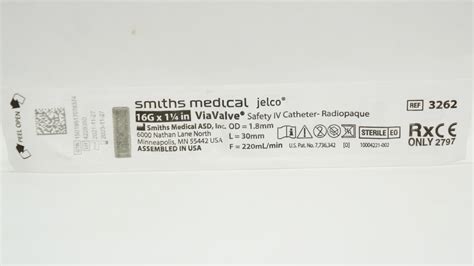 PEEL OPEN
smiths medical jelco®
16G x 1¼ in ViaValve® Safety IV Catheter- Radiopaque
Smiths Medical ASD, Inc. OD = 1.8mm
6000 Nathan Lane North L = 30mm
Minneapolis, MN 55442 USA F = 220mL/min
ASSEMBLED IN USA
STERILE EO
U.S. Pat. No. 7,736,342 10004221-002
REF 3262
Rx CE
ONLY 2797